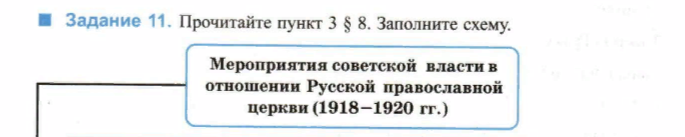 Задание 11. Прочитайте пункт 3 § 8. Заполните схему.
Мероприятия советской власти в
отношении Русской православной
церкви (1918—1920 гг.)